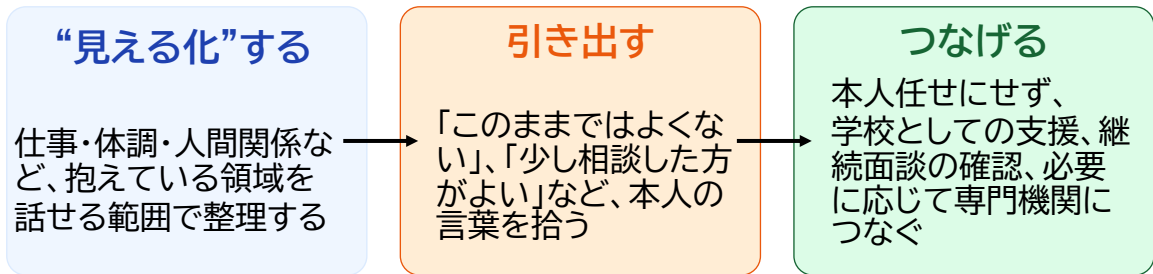 “見える化”する
仕事・体調・人間関係な
ど、抱えている領域を
話せる範囲で整理する
引き出す
「このままではよくな
い」、「少し相談した方
がよい」など、本人の
言葉を拾う
つなげる
本人任せにせず、
学校としての支援、継
続面談の確認、必要
に応じて専門機関に
つなぐ